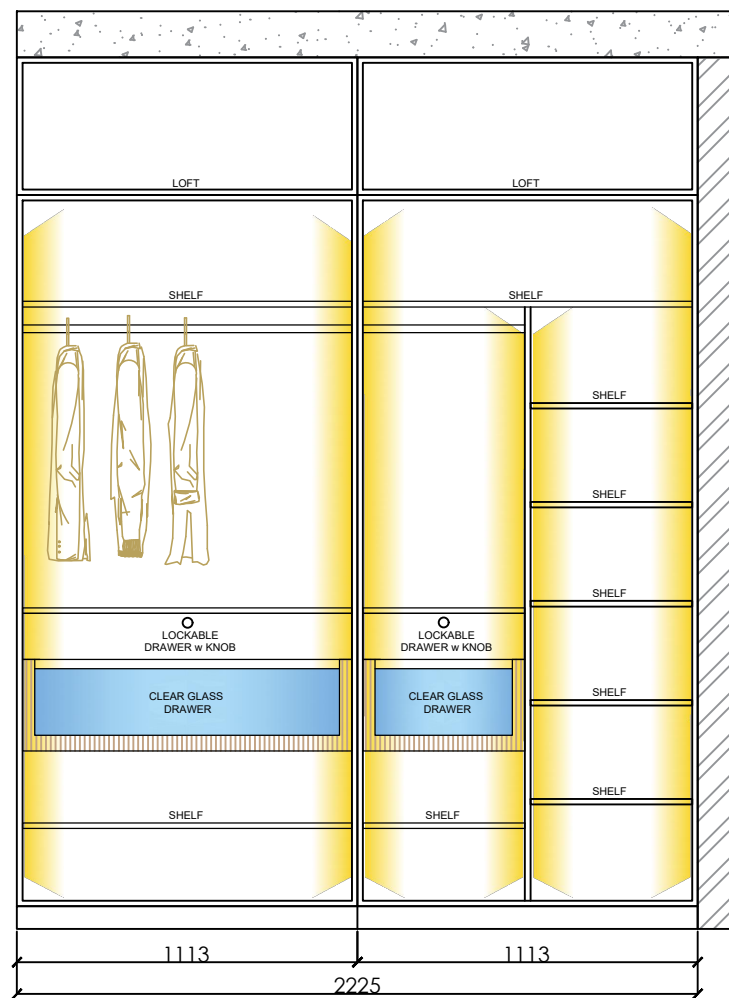 LOFT
LOFT
SHELF
SHELF
SHELF
SHELF
SHELF
LOCKABLE
DRAWER w KNOB
LOCKABLE
DRAWER w KNOB
CLEAR GLASS
DRAWER
CLEAR GLASS
DRAWER
SHELF
SHELF
SHELF
SHELF
1113
1113
2225